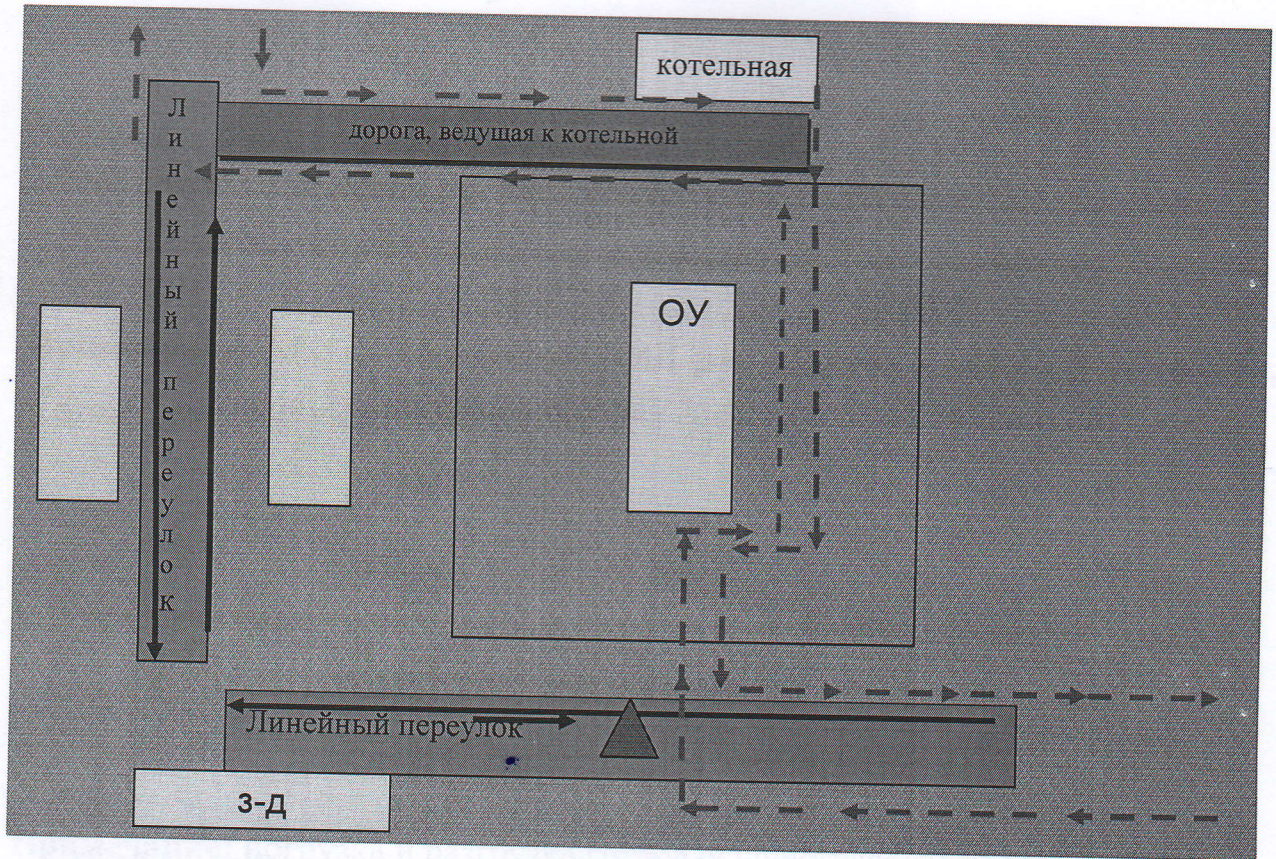 котельная
дорога, ведущая к котельной
Линейный переулок
ОУ
Линейный переулок
з-д